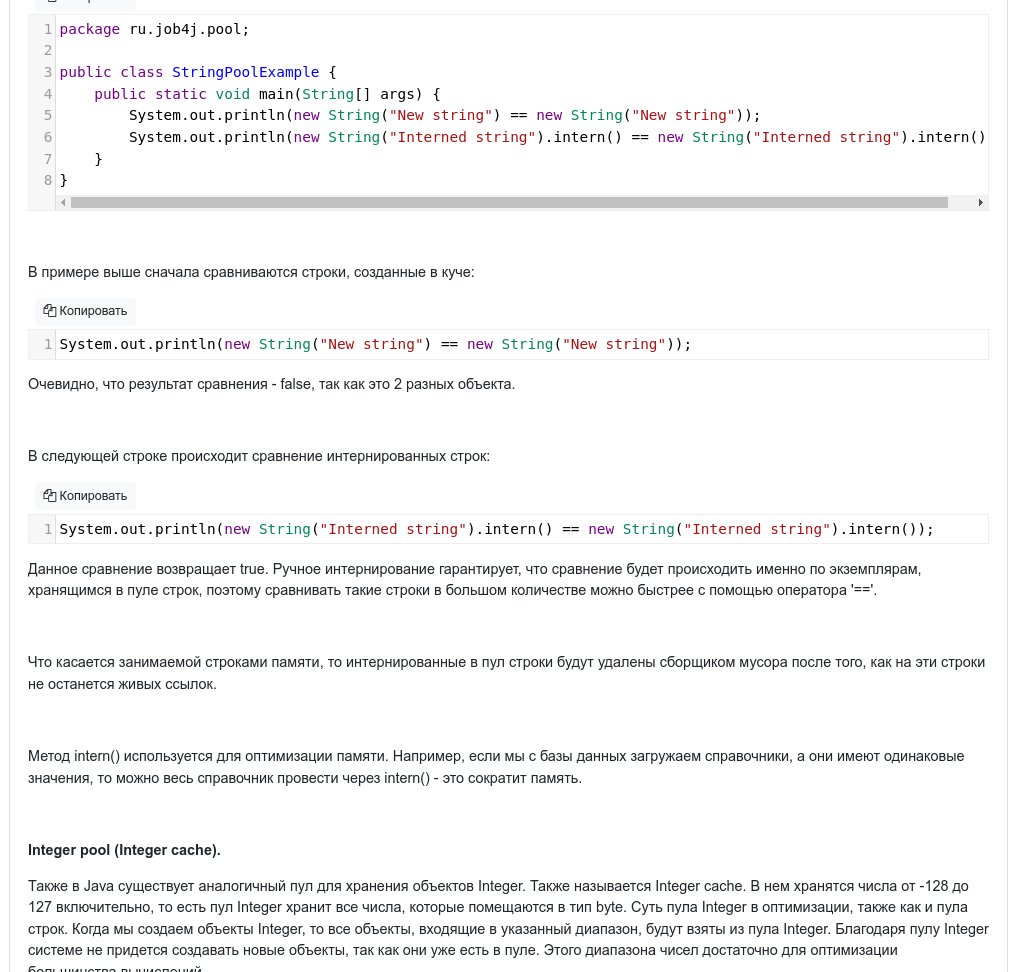 1 package ru.job4j.pool;
2
3 public class StringPoolExample {
4     public static void main(String[] args) {
5         System.out.println(new String("New string") == new String("New string"));
6         System.out.println(new String("Interned string").intern() == new String("Interned string").intern()
7     }
8 }
В примере выше сначала сравниваются строки, созданные в куче:
Копировать
1 System.out.println(new String("New string") == new String("New string"));
Очевидно, что результат сравнения - false, так как это 2 разных объекта.
В следующей строке происходит сравнение интернированных строк:
Копировать
1 System.out.println(new String("Interned string").intern() == new String("Interned string").intern());
Данное сравнение возвращает true. Ручное интернирование гарантирует, что сравнение будет происходить именно по экземплярам,
хранящимся в пуле строк, поэтому сравнивать такие строки в большом количестве можно быстрее с помощью оператора '=='.
Что касается занимаемой строками памяти, то интернированные в пул строки будут удалены сборщиком мусора после того, как на эти строки
не останется живых ссылок.
Метод intern() используется для оптимизации памяти. Например, если мы с базы данных загружаем справочники, а они имеют одинаковые
значения, то можно весь справочник провести через intern() - это сократит память.
Integer pool (Integer cache).
Также в Java существует аналогичный пул для хранения объектов Integer. Также называется Integer cache. В нем хранятся числа от -128 до
127 включительно, то есть пул Integer хранит все числа, которые помещаются в тип byte. Суть пула Integer в оптимизации, также как и пула
строк. Когда мы создаем объекты Integer, то все объекты, входящие в указанный диапазон, будут взяты из пула Integer. Благодаря пулу Integer
системе не придется создавать новые объекты, так как они уже есть в пуле. Этого диапазона чисел достаточно для оптимизации
большинства вычислений.